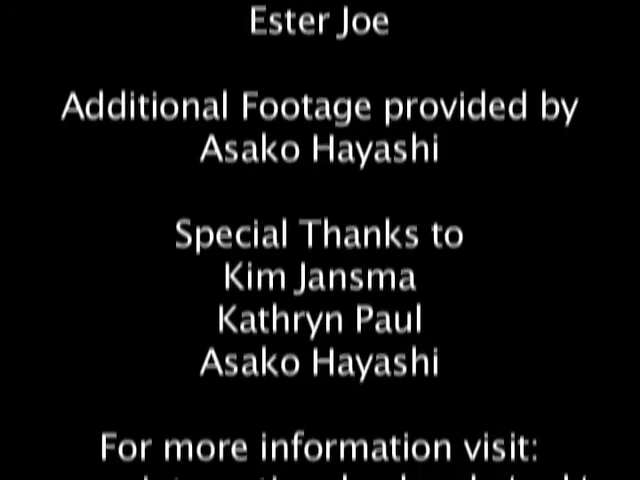 Ester Joe
Additional Footage provided by
Asako Hayashi
Special Thanks to
Kim Jansma
Kathryn Paul
Asako Hayashi
For more information visit: